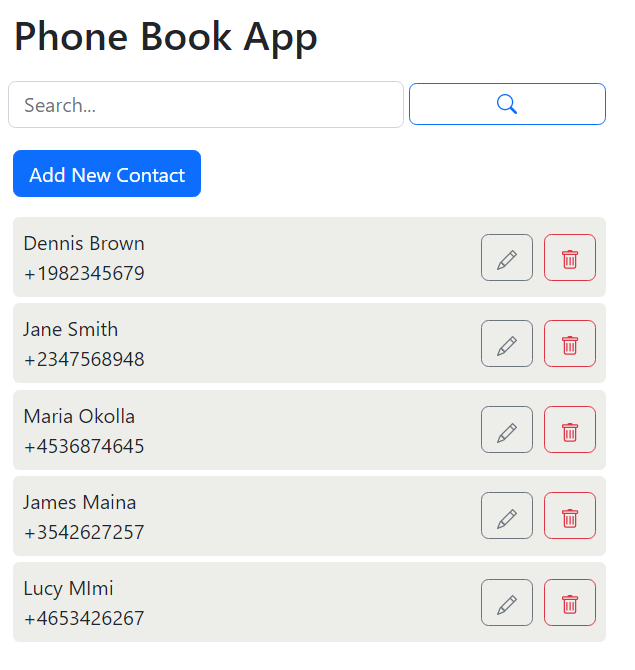 Phone Book App
Search...
Add New Contact
Dennis Brown
+1982345679
Jane Smith
+2347568948
Maria Okolla
+4536874645
James Maina
+3542627257
Lucy MImi
+4653426267